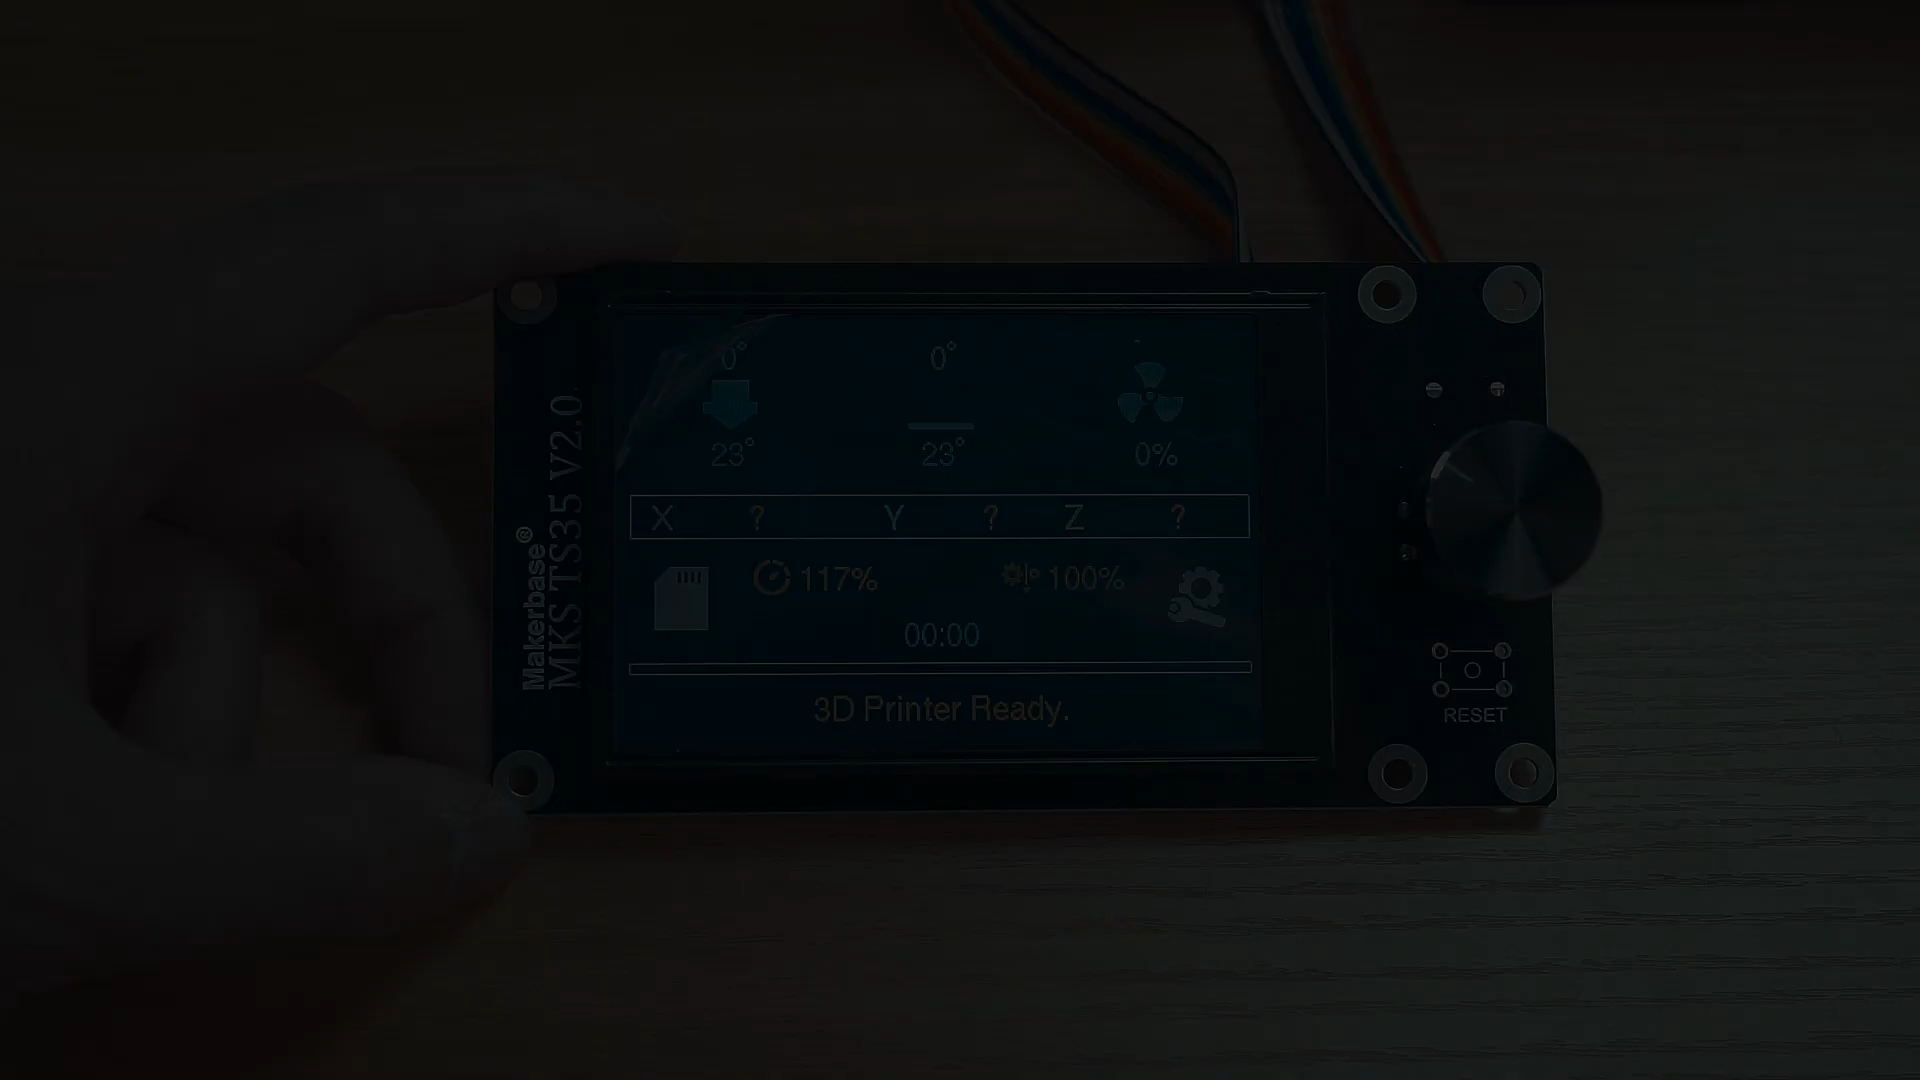 0° 0°
23° 23° 0%
X ? Y ? Z ?
117% 100%
00:00
3D Printer Ready.
Makerbase®
MKS TS35 V2.0
RESET